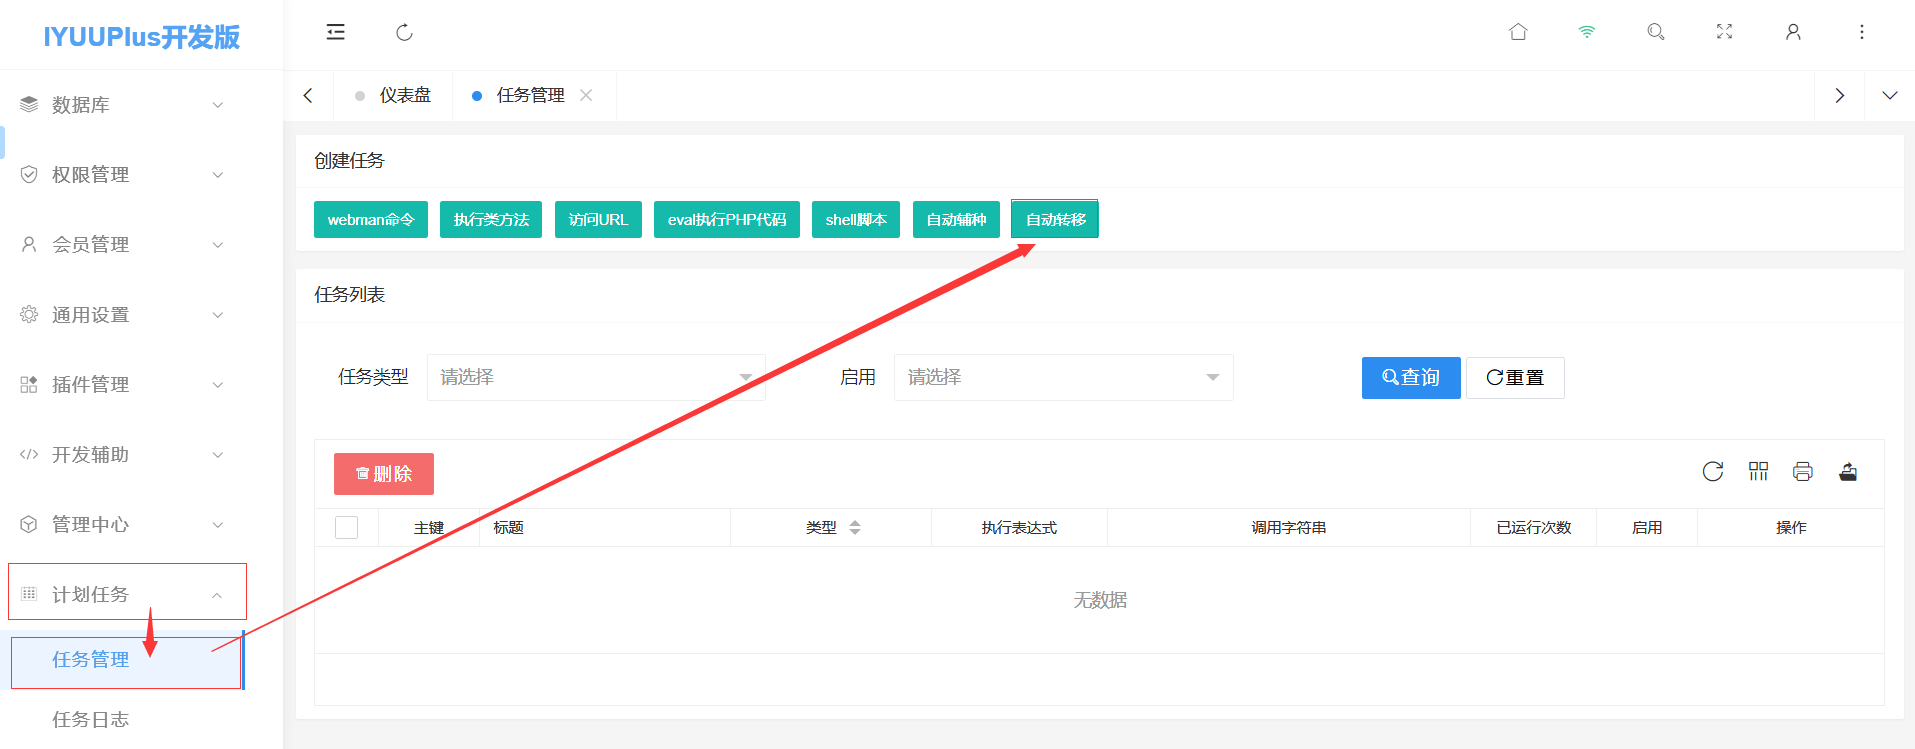 IYUUPlus开发版
数据库
权限管理
会员管理
通用设置
插件管理
开发辅助
管理中心
计划任务
任务管理
任务日志
仪表盘 任务管理
创建任务
webman命令 执行类方法 访问URL eval执行PHP代码 shell脚本 自动辅种 自动转移
任务列表
任务类型 请选择 启用 请选择 查询 重置
删除
主键 标题 类型 执行表达式 调用字符串 已运行次数 启用 操作
无数据